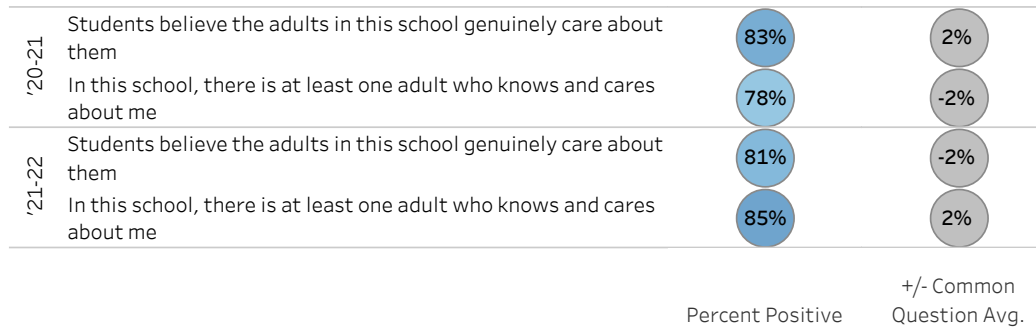 '20-21
Students believe the adults in this school genuinely care about
them
83%
2%
In this school, there is at least one adult who knows and cares
about me
78%
-2%
'21-22
Students believe the adults in this school genuinely care about
them
81%
-2%
In this school, there is at least one adult who knows and cares
about me
85%
2%
Percent Positive
+/- Common
Question Avg.